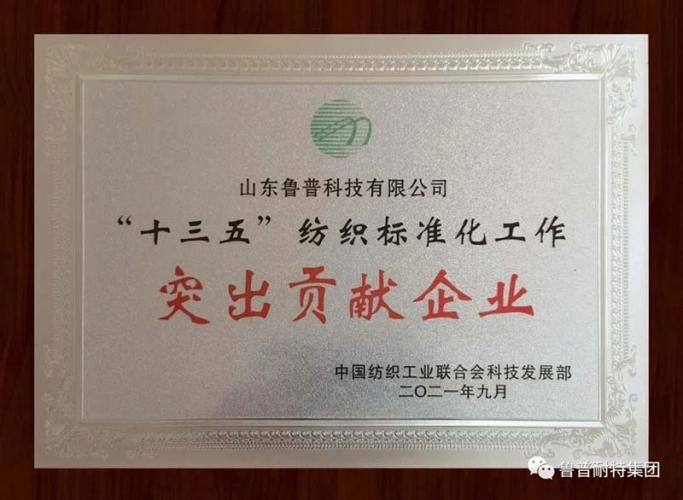 山东鲁普科技有限公司
“十三五”纺织标准化工作
突出贡献企业
中国纺织工业联合会科技发展部
二〇二一年九月
鲁普耐特集团